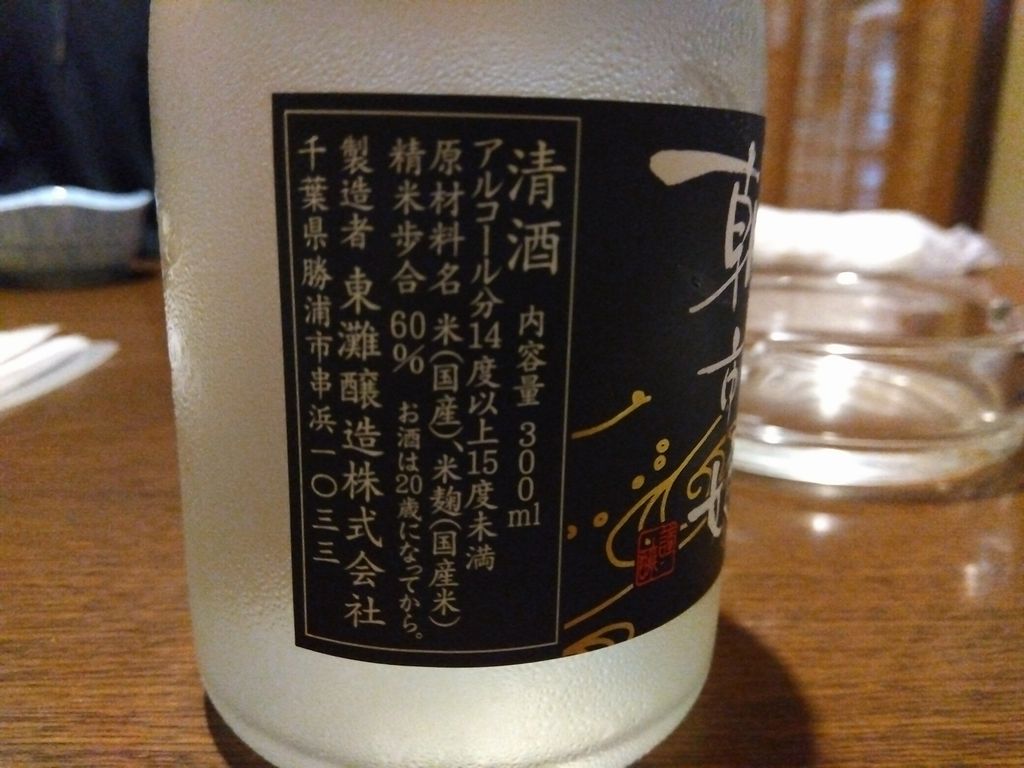 清酒 内容量 300ml
アルコール分14度以上15度未満
原材料名 米(国産)、米麹(国産米)
精米歩合 60% お酒は20歳になってから。
製造者 東灘醸造株式会社
千葉県勝浦市串浜一〇三三
東